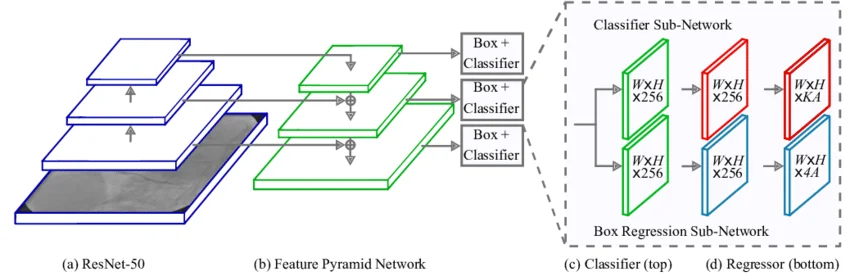 Box +
Classifier
Box +
Classifier
Box +
Classifier
Classifier Sub-Network
W×H
×256
W×H
×256
W×H
×KA
W×H
×256
W×H
×256
W×H
×4A
Box Regression Sub-Network
(a) ResNet-50
(b) Feature Pyramid Network
(c) Classifier (top)
(d) Regressor (bottom)